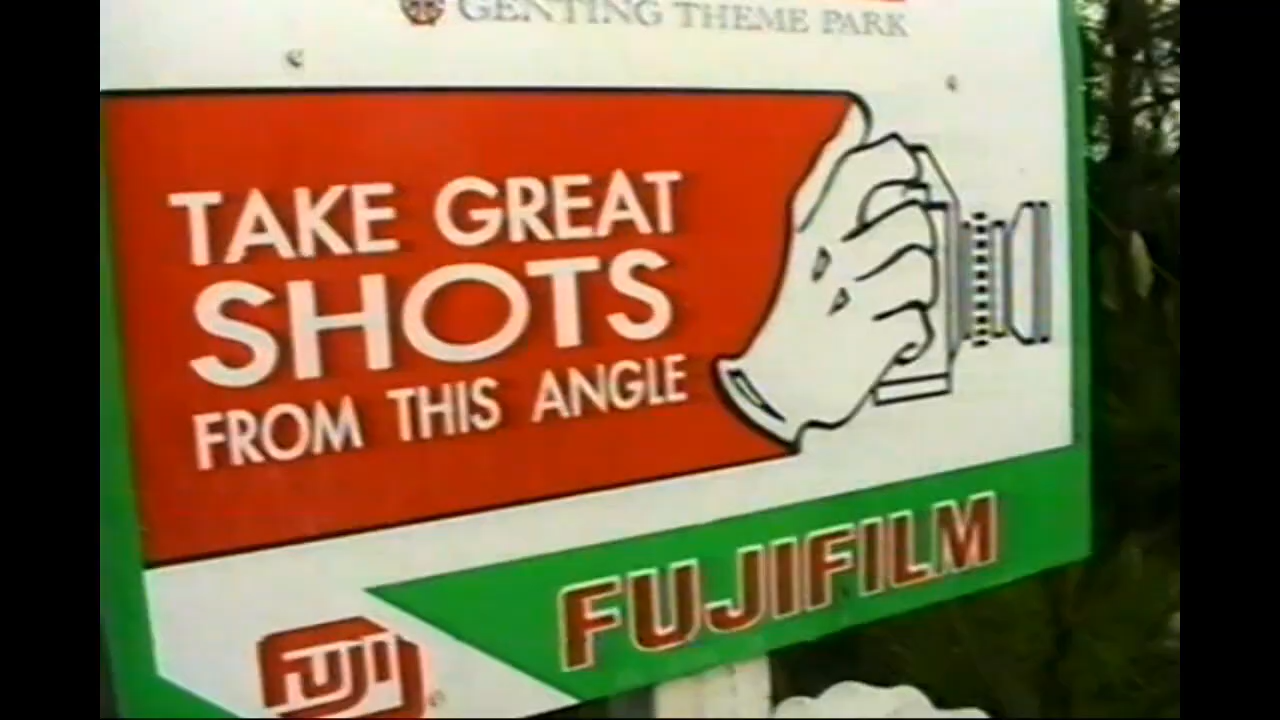 GENTING THEME PARK
TAKE GREAT
SHOTS
FROM THIS ANGLE
FUJIFILM
FUJI